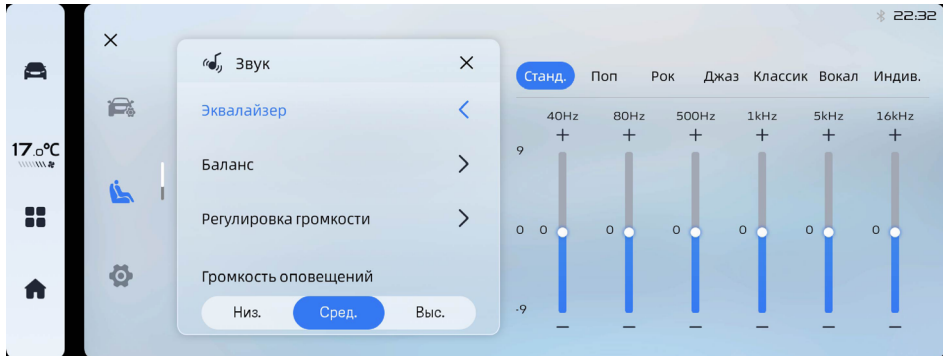 22:32
17.0°C
Звук
Эквалайзер
Баланс
Регулировка громкости
Громкость оповещений
Низ. Сред. Выс.
Станд. Поп Рок Джаз Классик Вокал Индив.
40Hz 80Hz 500Hz 1kHz 5kHz 16kHz
+ + + + + +
9
0 0 0 0 0 0 0
-9
− − − − − −